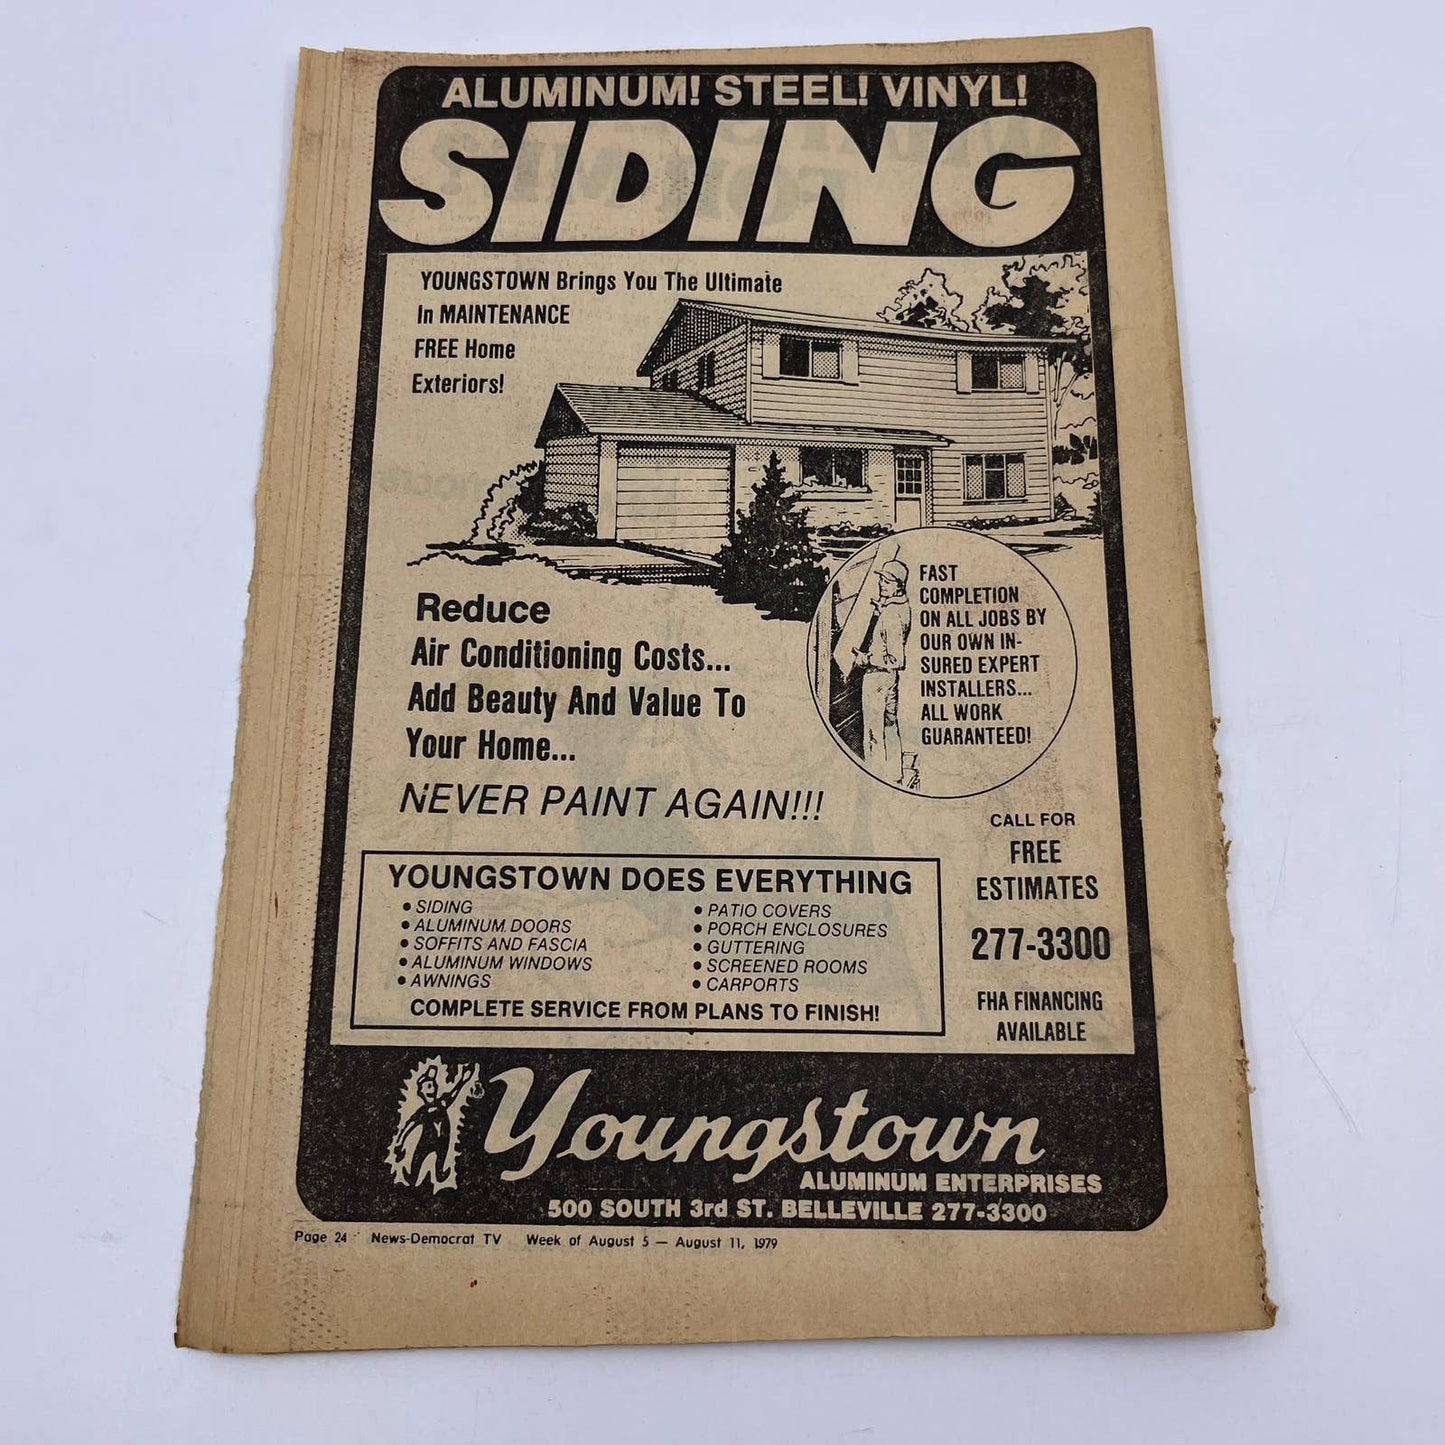 ALUMINUM! STEEL! VINYL!
SIDING
YOUNGSTOWN Brings You The Ultimate
In MAINTENANCE
FREE Home
Exteriors!
FAST
COMPLETION
ON ALL JOBS BY
OUR OWN IN-
SURED EXPERT
INSTALLERS...
ALL WORK
GUARANTEED!
Reduce
Air Conditioning Costs...
Add Beauty And Value To
Your Home...
NEVER PAINT AGAIN!!!
CALL FOR
FREE
ESTIMATES
277-3300
FHA FINANCING
AVAILABLE
YOUNGSTOWN DOES EVERYTHING
• SIDING
• ALUMINUM DOORS
• SOFFITS AND FASCIA
• ALUMINUM WINDOWS
• AWNINGS
• PATIO COVERS
• PORCH ENCLOSURES
• GUTTERING
• SCREENED ROOMS
• CARPORTS
COMPLETE SERVICE FROM PLANS TO FINISH!
Youngstown
ALUMINUM ENTERPRISES
500 SOUTH 3rd ST. BELLEVILLE 277-3300
Page 24 News-Democrat TV Week of August 5 — August 11, 1979